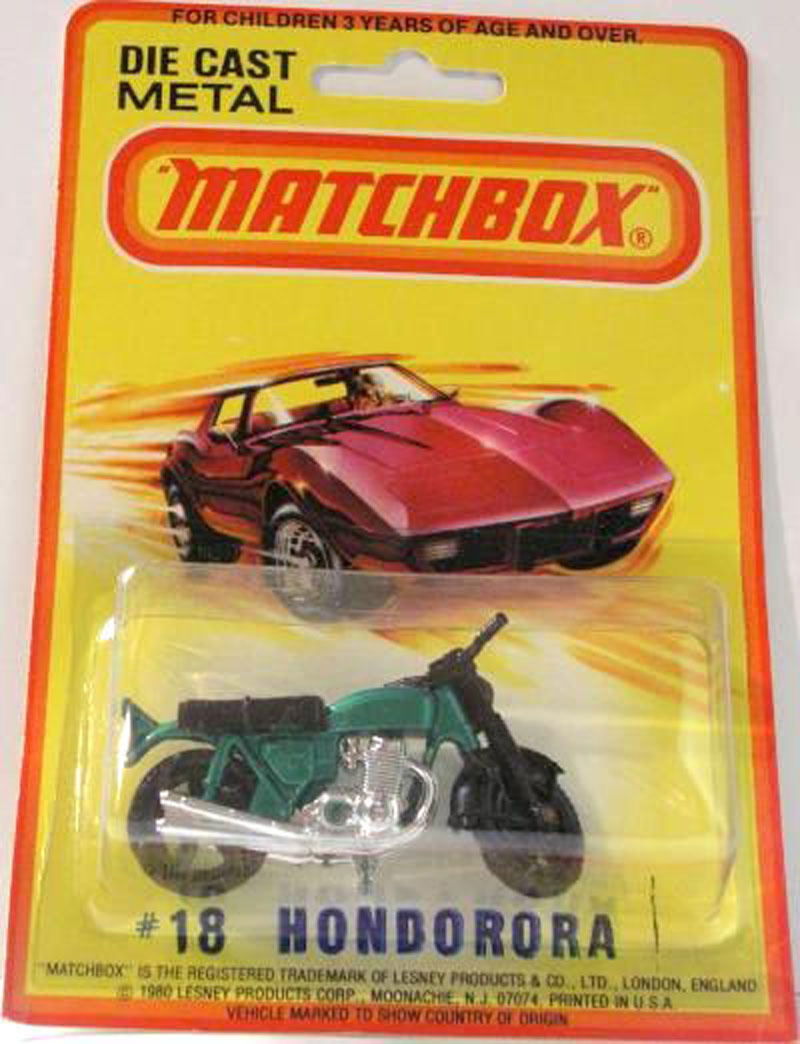 FOR CHILDREN 3 YEARS OF AGE AND OVER.
DIE CAST
METAL
"MATCHBOX"®
#18 HONDORORA
"MATCHBOX" IS THE REGISTERED TRADEMARK OF LESNEY PRODUCTS & CO., LTD., LONDON, ENGLAND
© 1980 LESNEY PRODUCTS CORP., MOONACHIE, N.J. 07074. PRINTED IN U.S.A.
VEHICLE MARKED TO SHOW COUNTRY OF ORIGIN